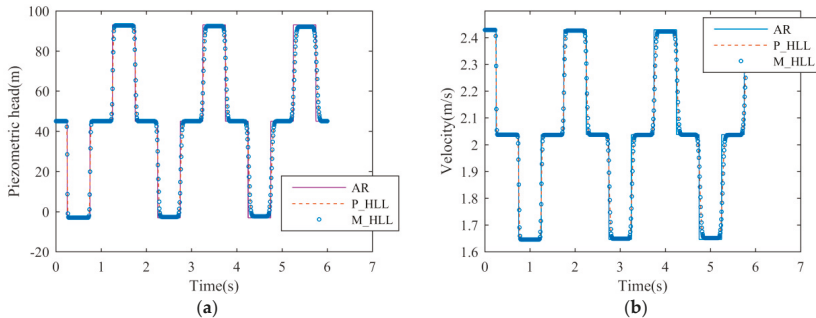 100
80
60
40
20
0
-20
Piezometric head(m)
0 1 2 3 4 5 6 7
Time(s)
AR
P_HLL
M_HLL
(a)
2.4
2.3
2.2
2.1
2
1.9
1.8
1.7
1.6
Velocity(m/s)
0 1 2 3 4 5 6 7
Time(s)
AR
P_HLL
M_HLL
(b)